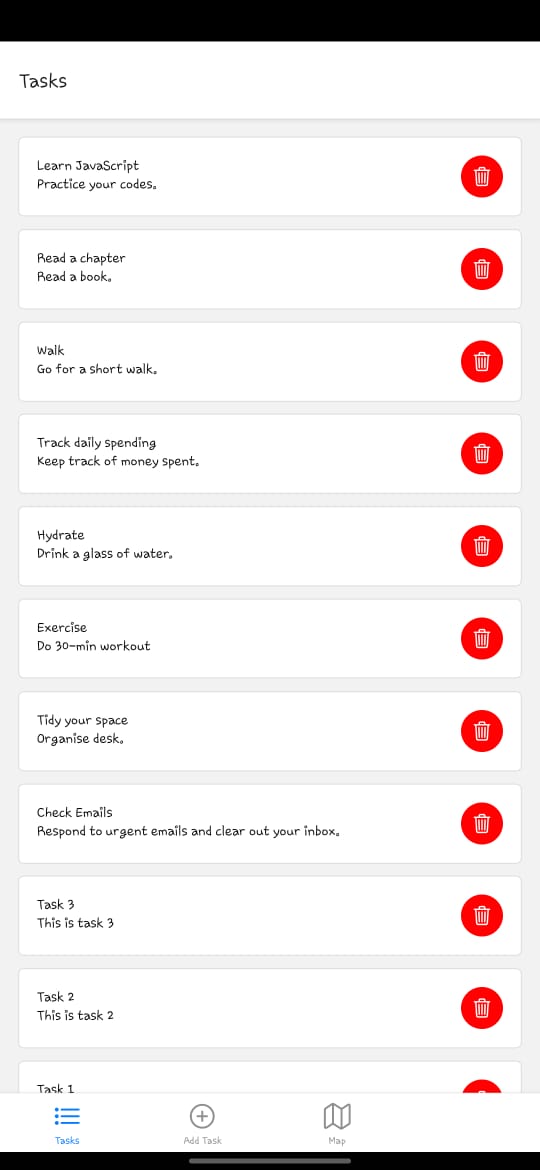 Tasks
Learn JavaScript
Practice your codes.
Read a chapter
Read a book.
Walk
Go for a short walk.
Track daily spending
Keep track of money spent.
Hydrate
Drink a glass of water.
Exercise
Do 30-min workout
Tidy your space
Organise desk.
Check Emails
Respond to urgent emails and clear out your inbox.
Task 3
This is task 3
Task 2
This is task 2
Task 1
Tasks
Add Task
Map